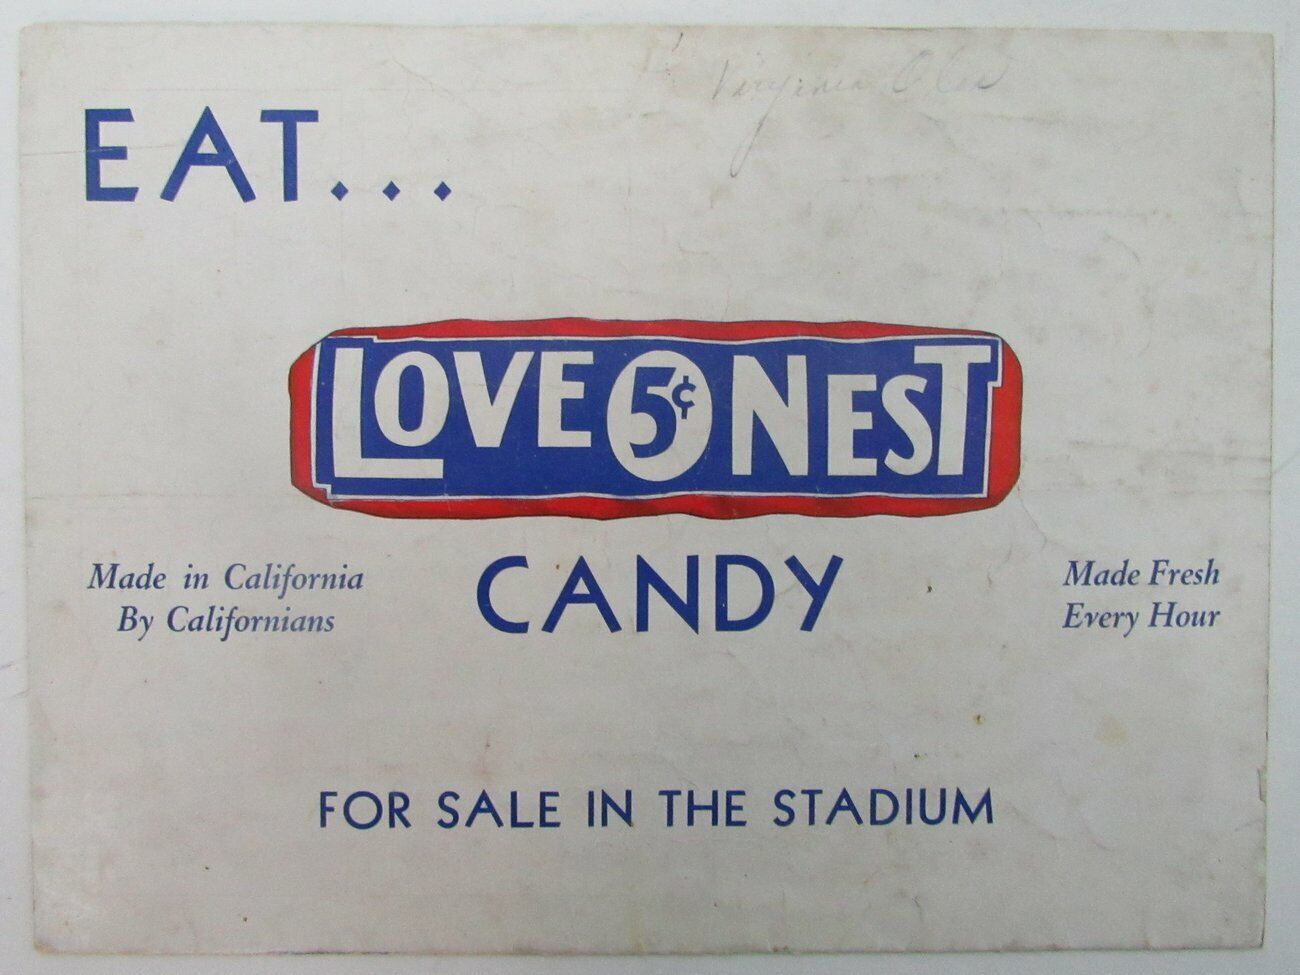 Virginia
EAT...
LOVE 5¢ NEST
CANDY
Made in California
By Californians
Made Fresh
Every Hour
FOR SALE IN THE STADIUM